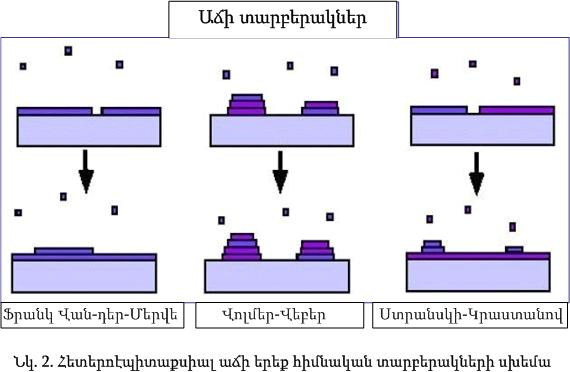 Աճի տարբերակներ
Ֆրանկ Վան-դեր-Մերվե
Վոլմեր-Վեբեր
Ստրանսկի-Կրաստանով
Նկ. 2. Հետերոէպիտաքսիալ աճի երեք հիմնական տարբերակների սխեմա